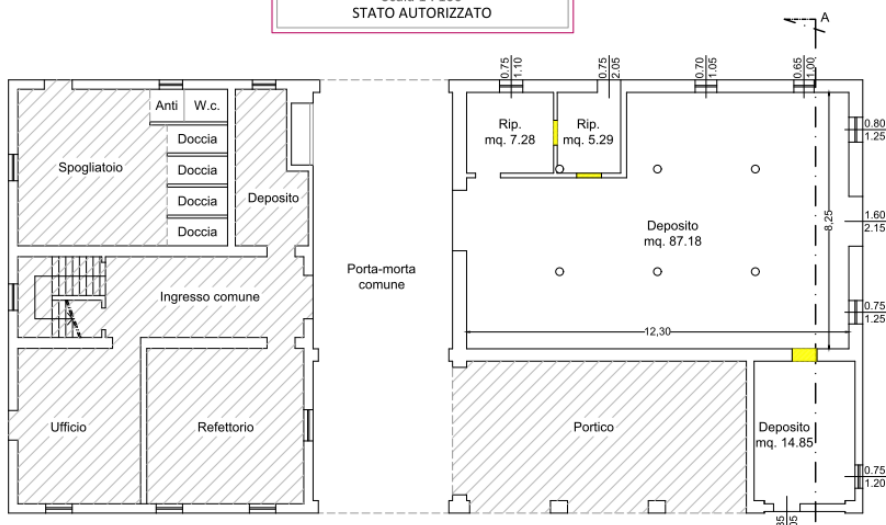 STATO AUTORIZZATO
A
0.75
1.10
0.75
2.05
0.70
1.05
0.65
1.00
Anti
W.c.
Doccia
Doccia
Doccia
Doccia
Spogliatoio
Deposito
Rip.
mq. 7.28
Rip.
mq. 5.29
0.80
1.25
Deposito
mq. 87.18
8,25
1.60
2.15
Porta-morta
comune
Ingresso comune
0.75
1.25
12,30
Ufficio
Refettorio
Portico
Deposito
mq. 14.85
0.75
1.20